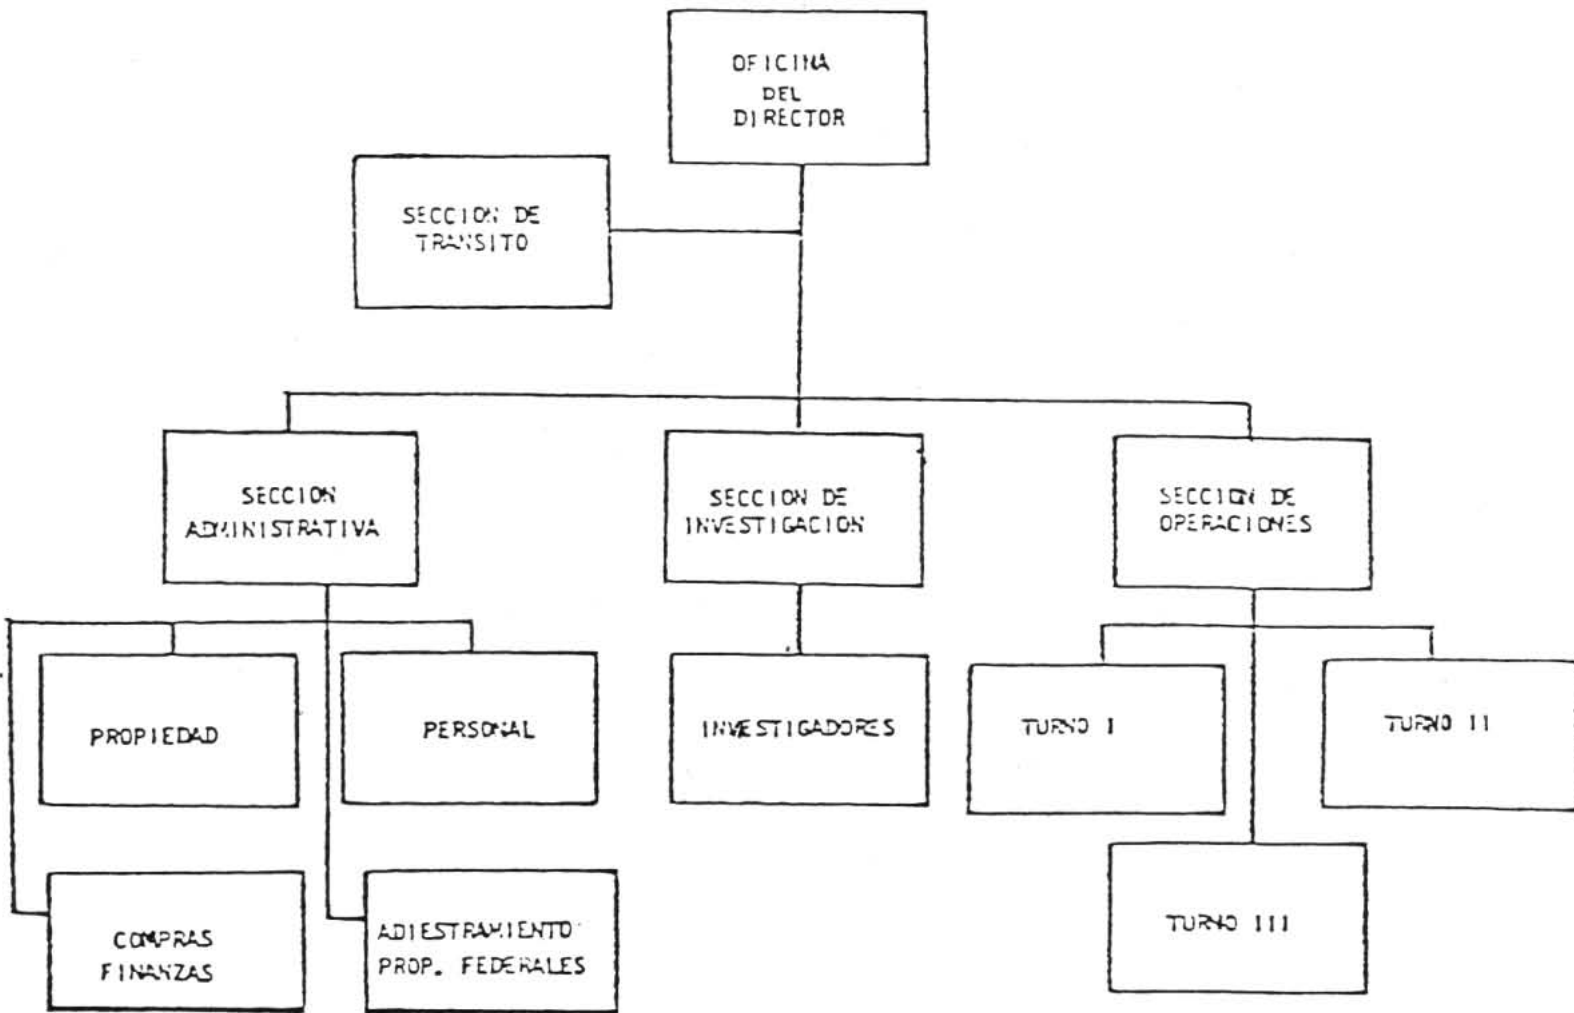 OFICINA
DEL
DIRECTOR
SECCION DE
TRANSITO
SECCION
ADMINISTRATIVA
SECCION DE
INVESTIGACION
SECCION DE
OPERACIONES
PROPIEDAD
PERSONAL
INVESTIGADORES
TURNO I
TURNO II
COMPRAS
FINANZAS
ADIESTRAMIENTO
PROP. FEDERALES
TURNO III